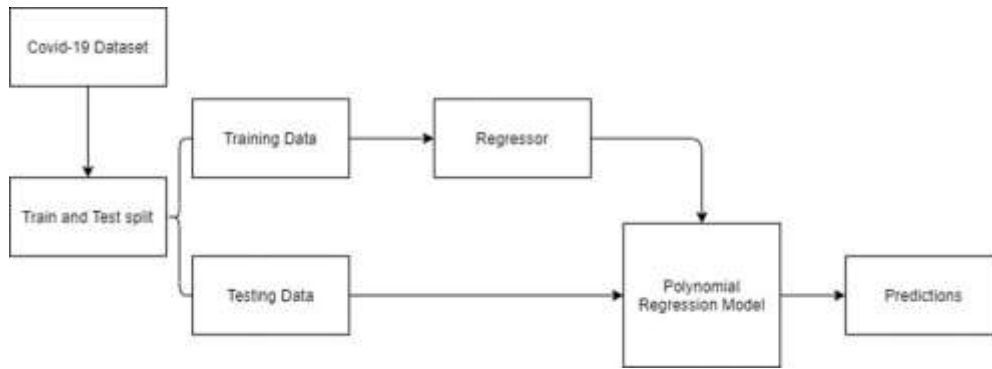 Covid-19 Dataset
Training Data
Regressor
Train and Test split
Testing Data
Polynomial
Regression Model
Predictions